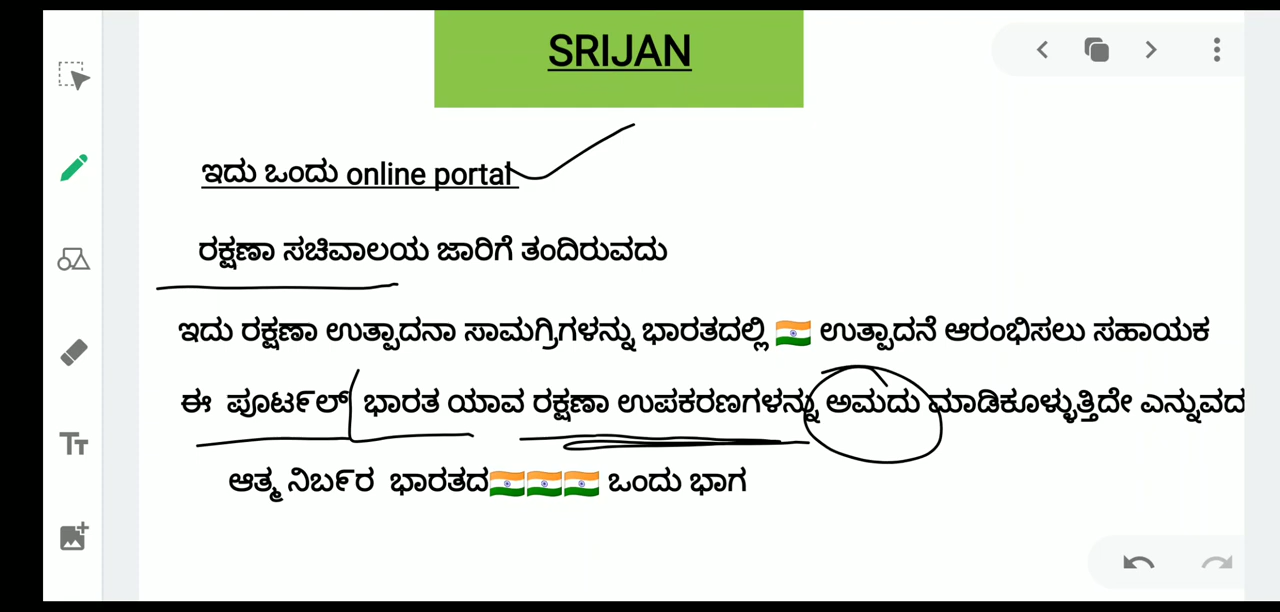 SRIJAN
ಇದು ಒಂದು online portal
ರಕ್ಷಣಾ ಸಚಿವಾಲಯ ಜಾರಿಗೆ ತಂದಿರುವದು
ಇದು ರಕ್ಷಣಾ ಉತ್ಪಾದನಾ ಸಾಮಗ್ರಿಗಳನ್ನು ಭಾರತದಲ್ಲಿ 🇮🇳 ಉತ್ಪಾದನೆ ಆರಂಭಿಸಲು ಸಹಾಯಕ
ಈ ಪೂರ್ಟಲ್ ಭಾರತ ಯಾವ ರಕ್ಷಣಾ ಉಪಕರಣಗಳನ್ನು ಅಮದು ಮಾಡಿಕೂಳ್ಳುತ್ತಿದೇ ಎನ್ನುವದ
ಆತ್ಮ ನಿರ್ಬರ ಭಾರತದ🇮🇳🇮🇳🇮🇳 ಒಂದು ಭಾಗ
Tт